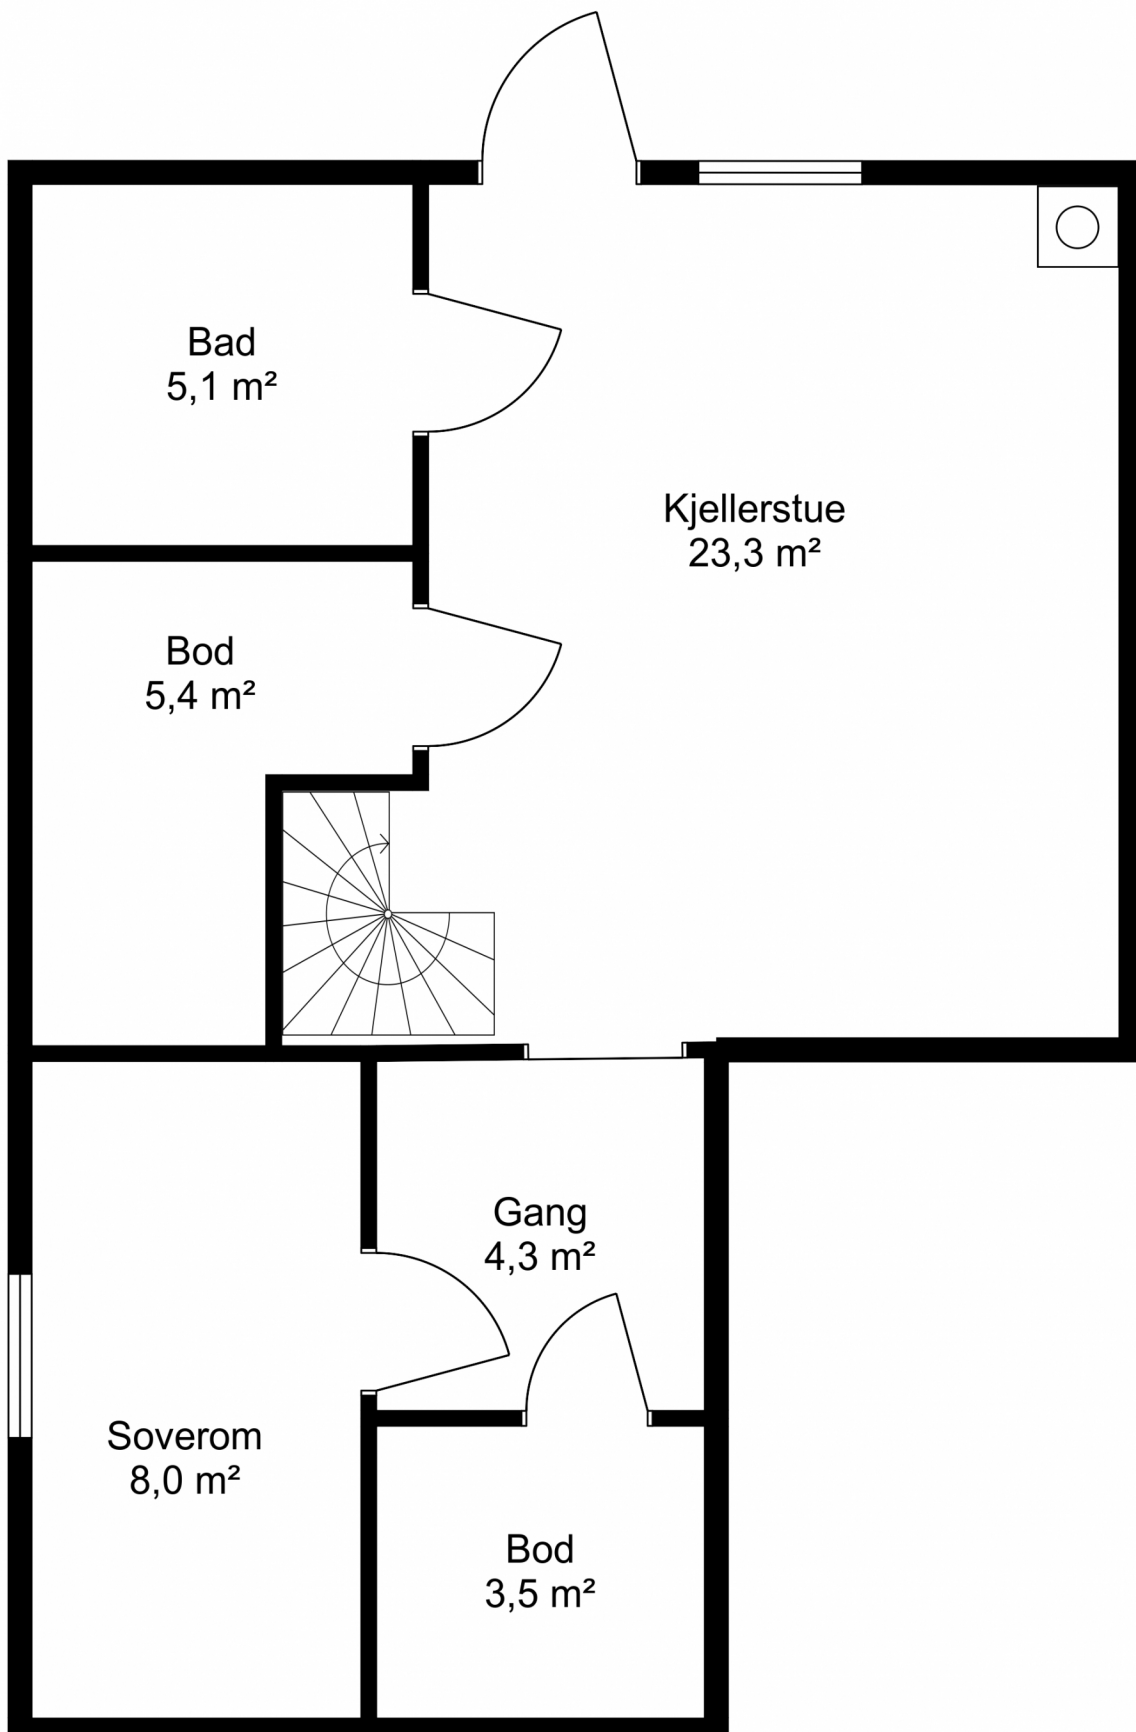 Bad
5,1 m²
Kjellerstue
23,3 m²
Bod
5,4 m²
Gang
4,3 m²
Soverom
8,0 m²
Bod
3,5 m²